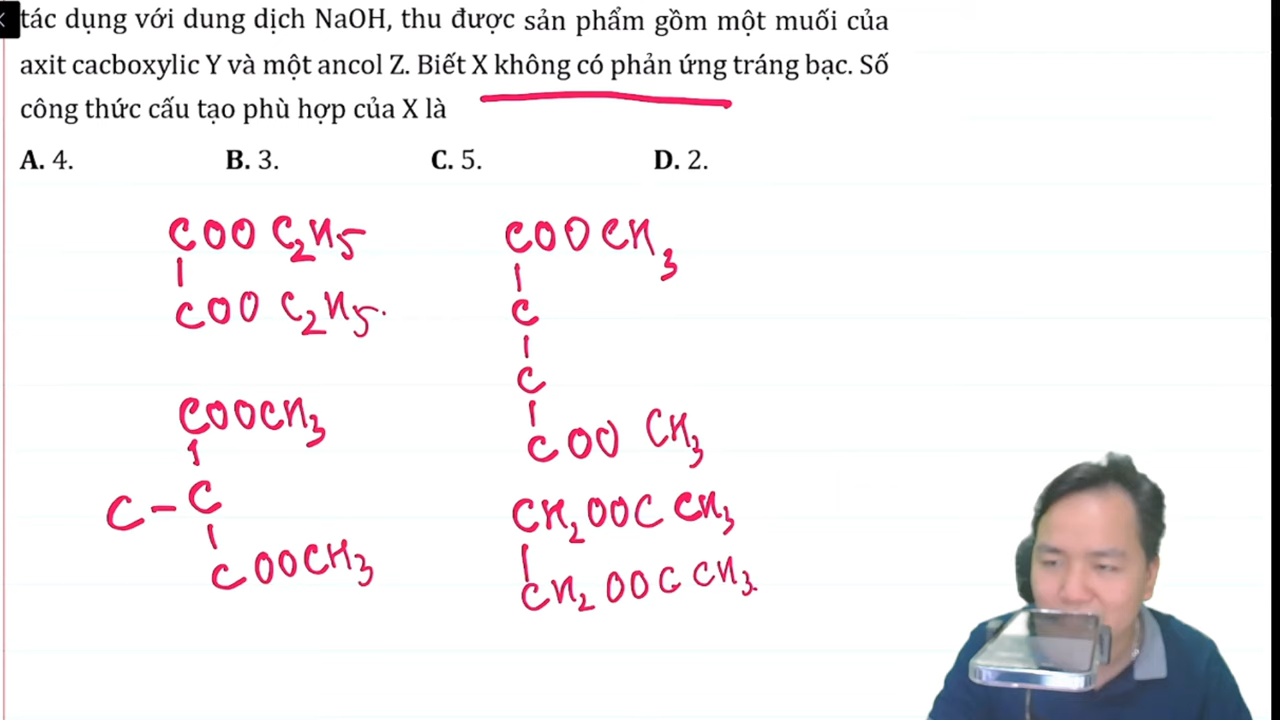 tác dụng với dung dịch NaOH, thu được sản phẩm gồm một muối của
axit cacboxylic Y và một ancol Z. Biết X không có phản ứng tráng bạc. Số
công thức cấu tạo phù hợp của X là
A. 4. B. 3. C. 5. D. 2.
COOC₂H₅
COOC₂H₅
COOCH₃
C-C
COOCH₃
COOCH₃
C
C
COOCH₃
CH₂OOCCH₃
CH₂OOCCH₃